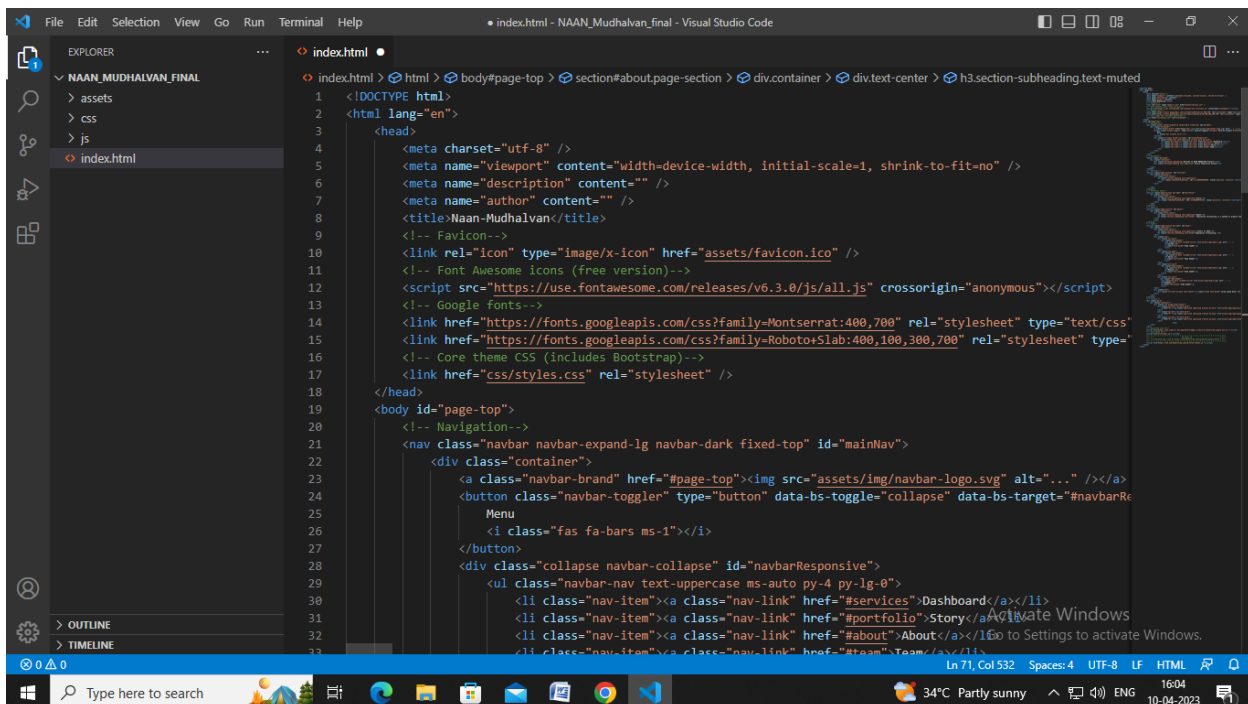 File Edit Selection View Go Run Terminal Help
● index.html - NAAN_Mudhalvan_final - Visual Studio Code
EXPLORER
···
index.html ●
NAAN_MUDHALVAN_FINAL
assets
css
js
index.html
index.html > html > body#page-top > section#about.page-section > div.container > div.text-center > h3.section-subheading.text-muted
1 <!DOCTYPE html>
2 <html lang="en">
3 <head>
4 <meta charset="utf-8" />
5 <meta name="viewport" content="width=device-width, initial-scale=1, shrink-to-fit=no" />
6 <meta name="description" content="" />
7 <meta name="author" content="" />
8 <title>Naan-Mudhalvan</title>
9 <!-- Favicon-->
10 <link rel="icon" type="image/x-icon" href="assets/favicon.ico" />
11 <!-- Font Awesome icons (free version)-->
12 <script src="https://use.fontawesome.com/releases/v6.3.0/js/all.js" crossorigin="anonymous"></script>
13 <!-- Google fonts-->
14 <link href="https://fonts.googleapis.com/css?family=Montserrat:400,700" rel="stylesheet" type="text/css"
15 <link href="https://fonts.googleapis.com/css?family=Roboto+Slab:400,100,300,700" rel="stylesheet" type="
16 <!-- Core theme CSS (includes Bootstrap)-->
17 <link href="css/styles.css" rel="stylesheet" />
18 </head>
19 <body id="page-top">
20 <!-- Navigation-->
21 <nav class="navbar navbar-expand-lg navbar-dark fixed-top" id="mainNav">
22 <div class="container">
23 <a class="navbar-brand" href="#page-top"><img src="assets/img/navbar-logo.svg" alt="..." /></a>
24 <button class="navbar-toggler" type="button" data-bs-toggle="collapse" data-bs-target="#navbarRe
25 Menu
26 <i class="fas fa-bars ms-1"></i>
27 </button>
28 <div class="collapse navbar-collapse" id="navbarResponsive">
29 <ul class="navbar-nav text-uppercase ms-auto py-4 py-lg-0">
30 <li class="nav-item"><a class="nav-link" href="#services">Dashboard</a></li>
31 <li class="nav-item"><a class="nav-link" href="#portfolio">Story</a></li>
32 <li class="nav-item"><a class="nav-link" href="#about">About</a></li>
33 <li class="nav-item"><a class="nav-link" href="#team">Team</a></li>
Activate Windows
Go to Settings to activate Windows.
OUTLINE
TIMELINE
1
0 0
Ln 71, Col 532 Spaces: 4 UTF-8 LF HTML
Type here to search
34°C Partly sunny
ENG
16:04
10-04-2023
1